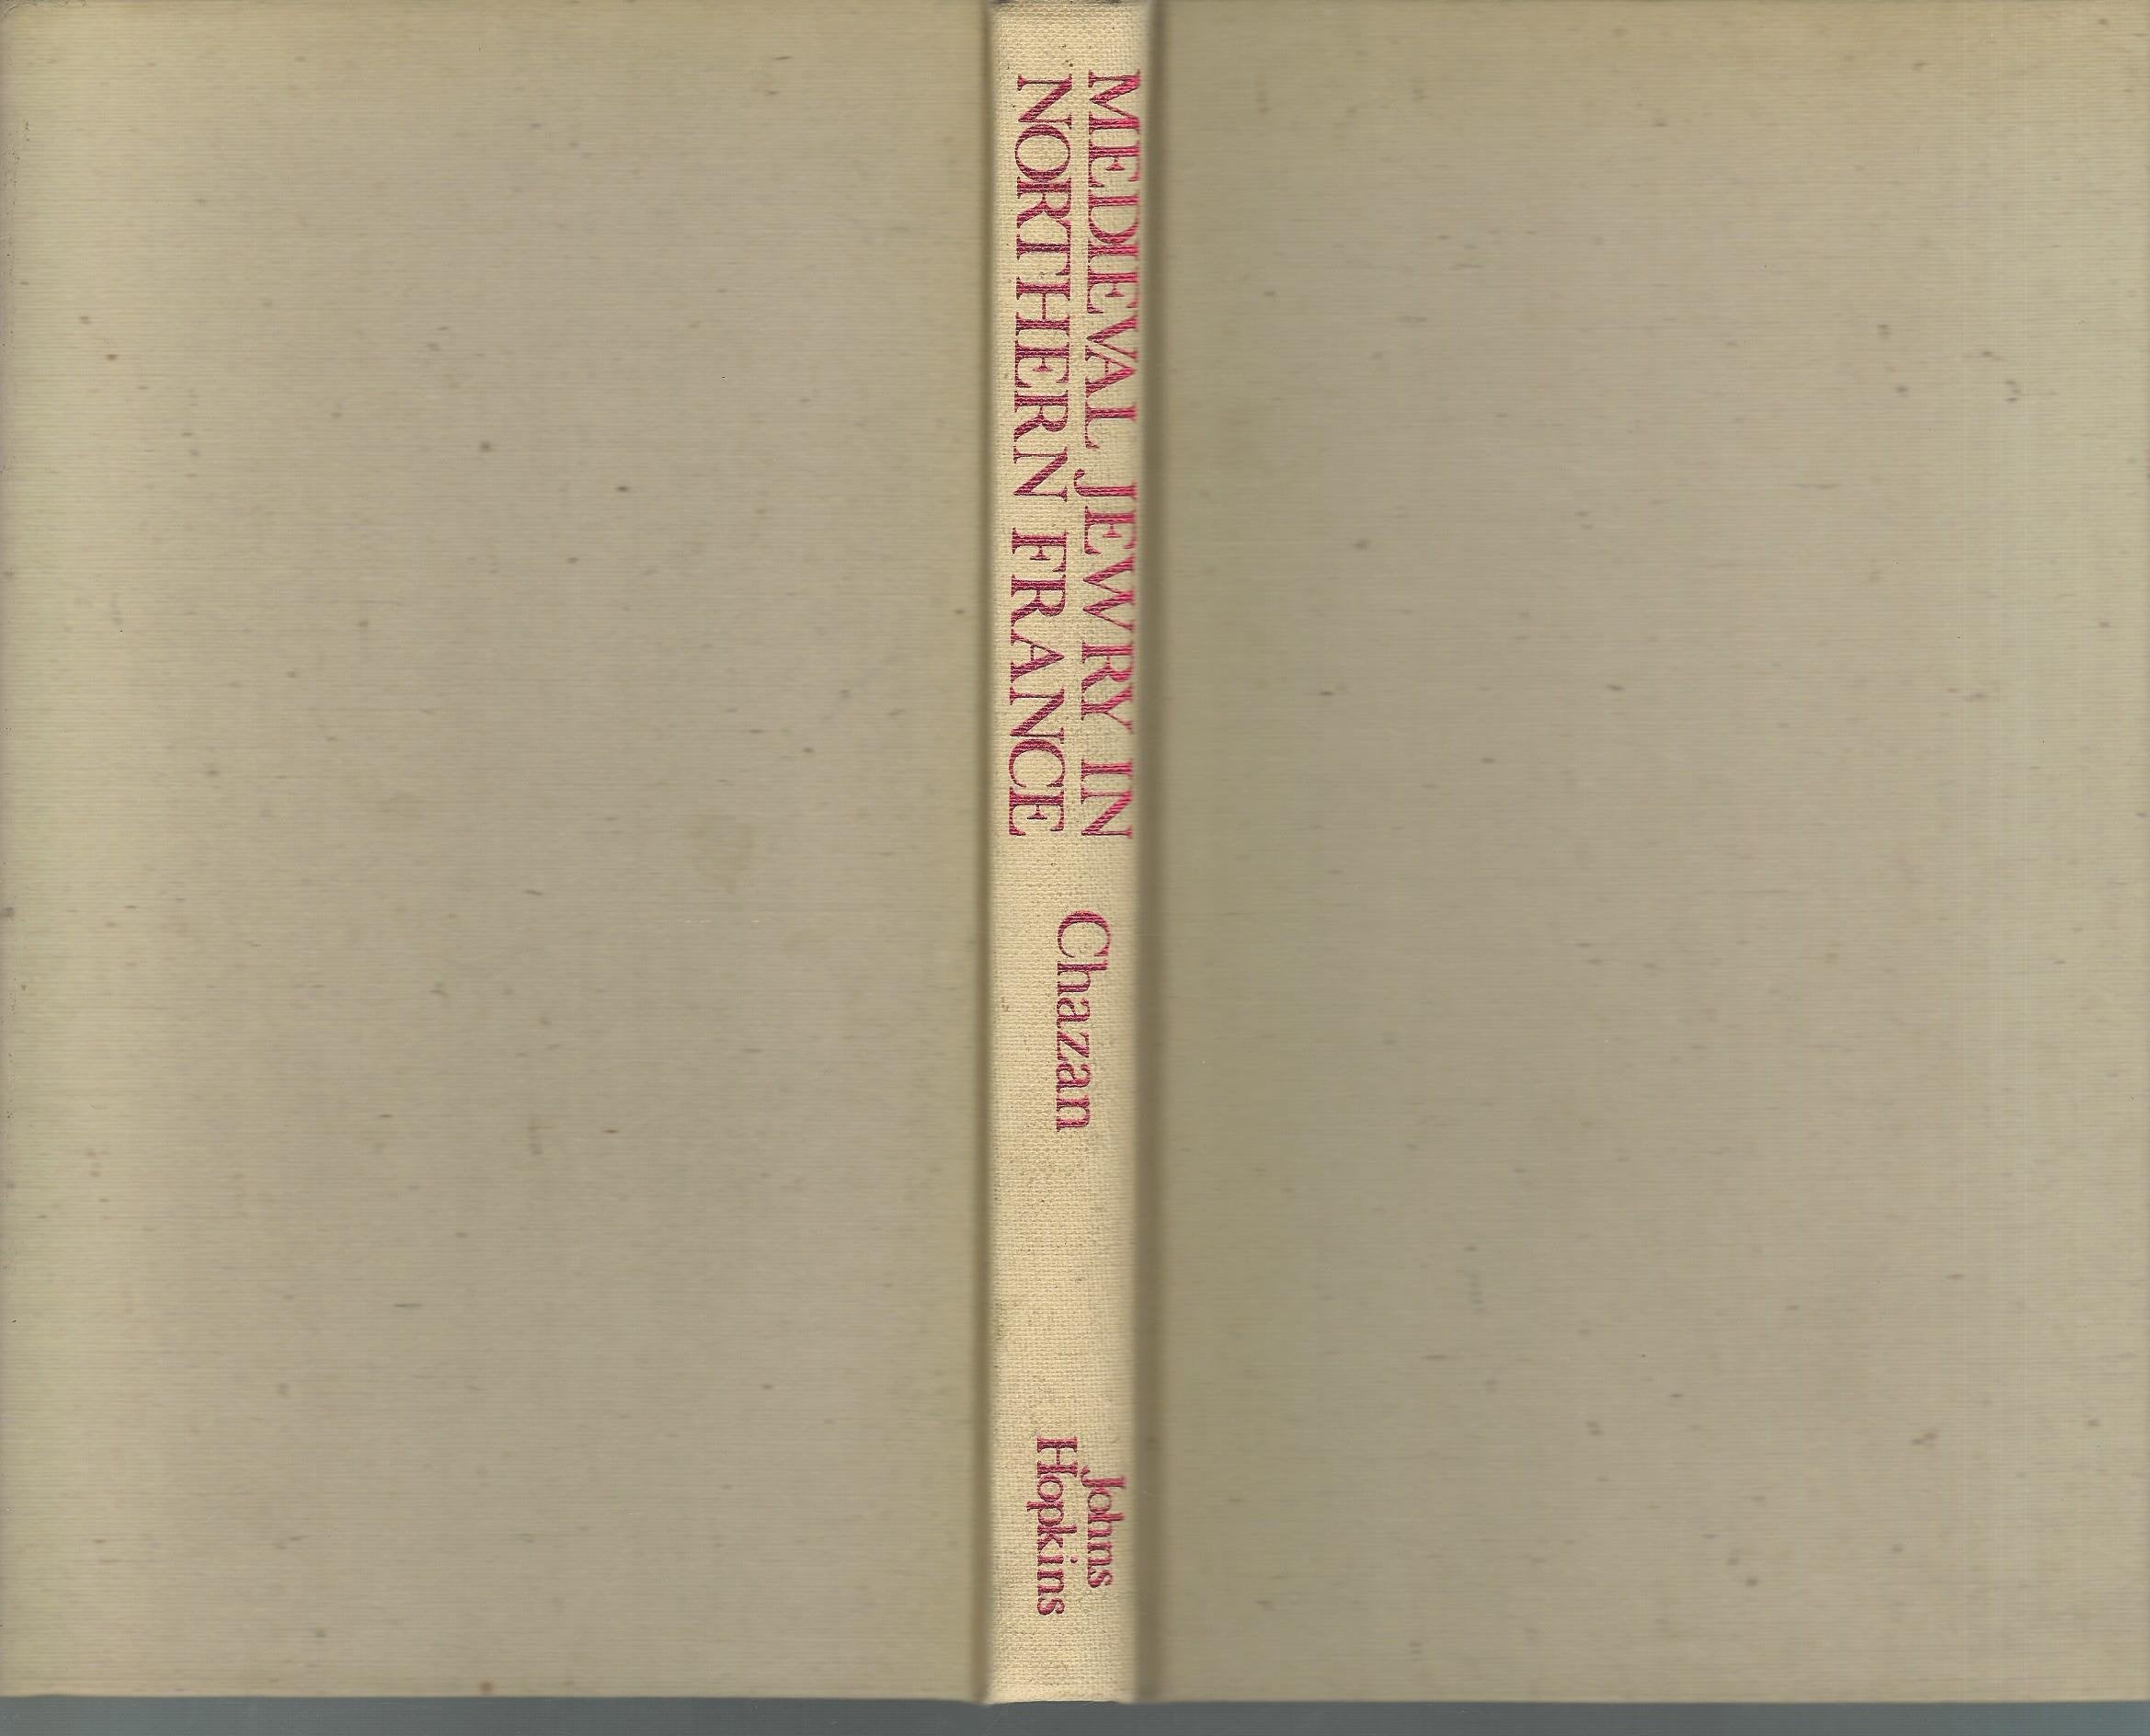 MEDIEVAL JEWRY IN
NORTHERN FRANCE
Chazan
Johns
Hopkins